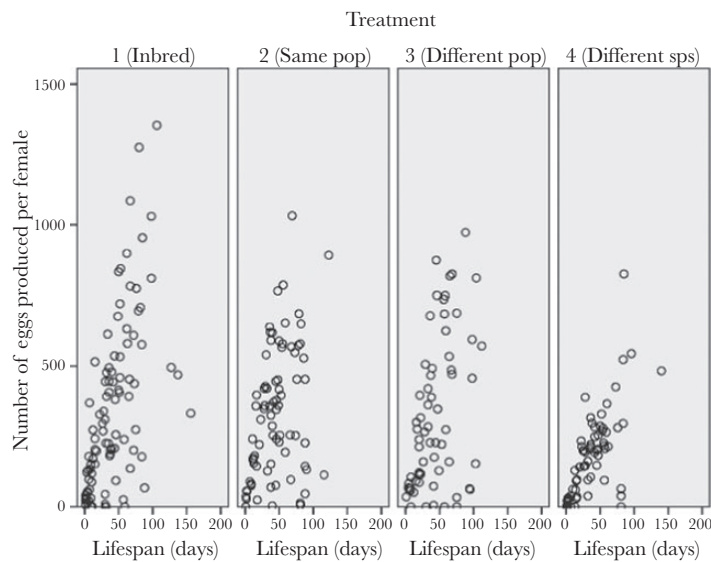 Treatment
1 (Inbred) 2 (Same pop) 3 (Different pop) 4 (Different sps)
Number of eggs produced per female
1500
1000
500
0
0 50 100 150 200 0 50 100 150 200 0 50 100 150 200 0 50 100 150 200
Lifespan (days) Lifespan (days) Lifespan (days) Lifespan (days)